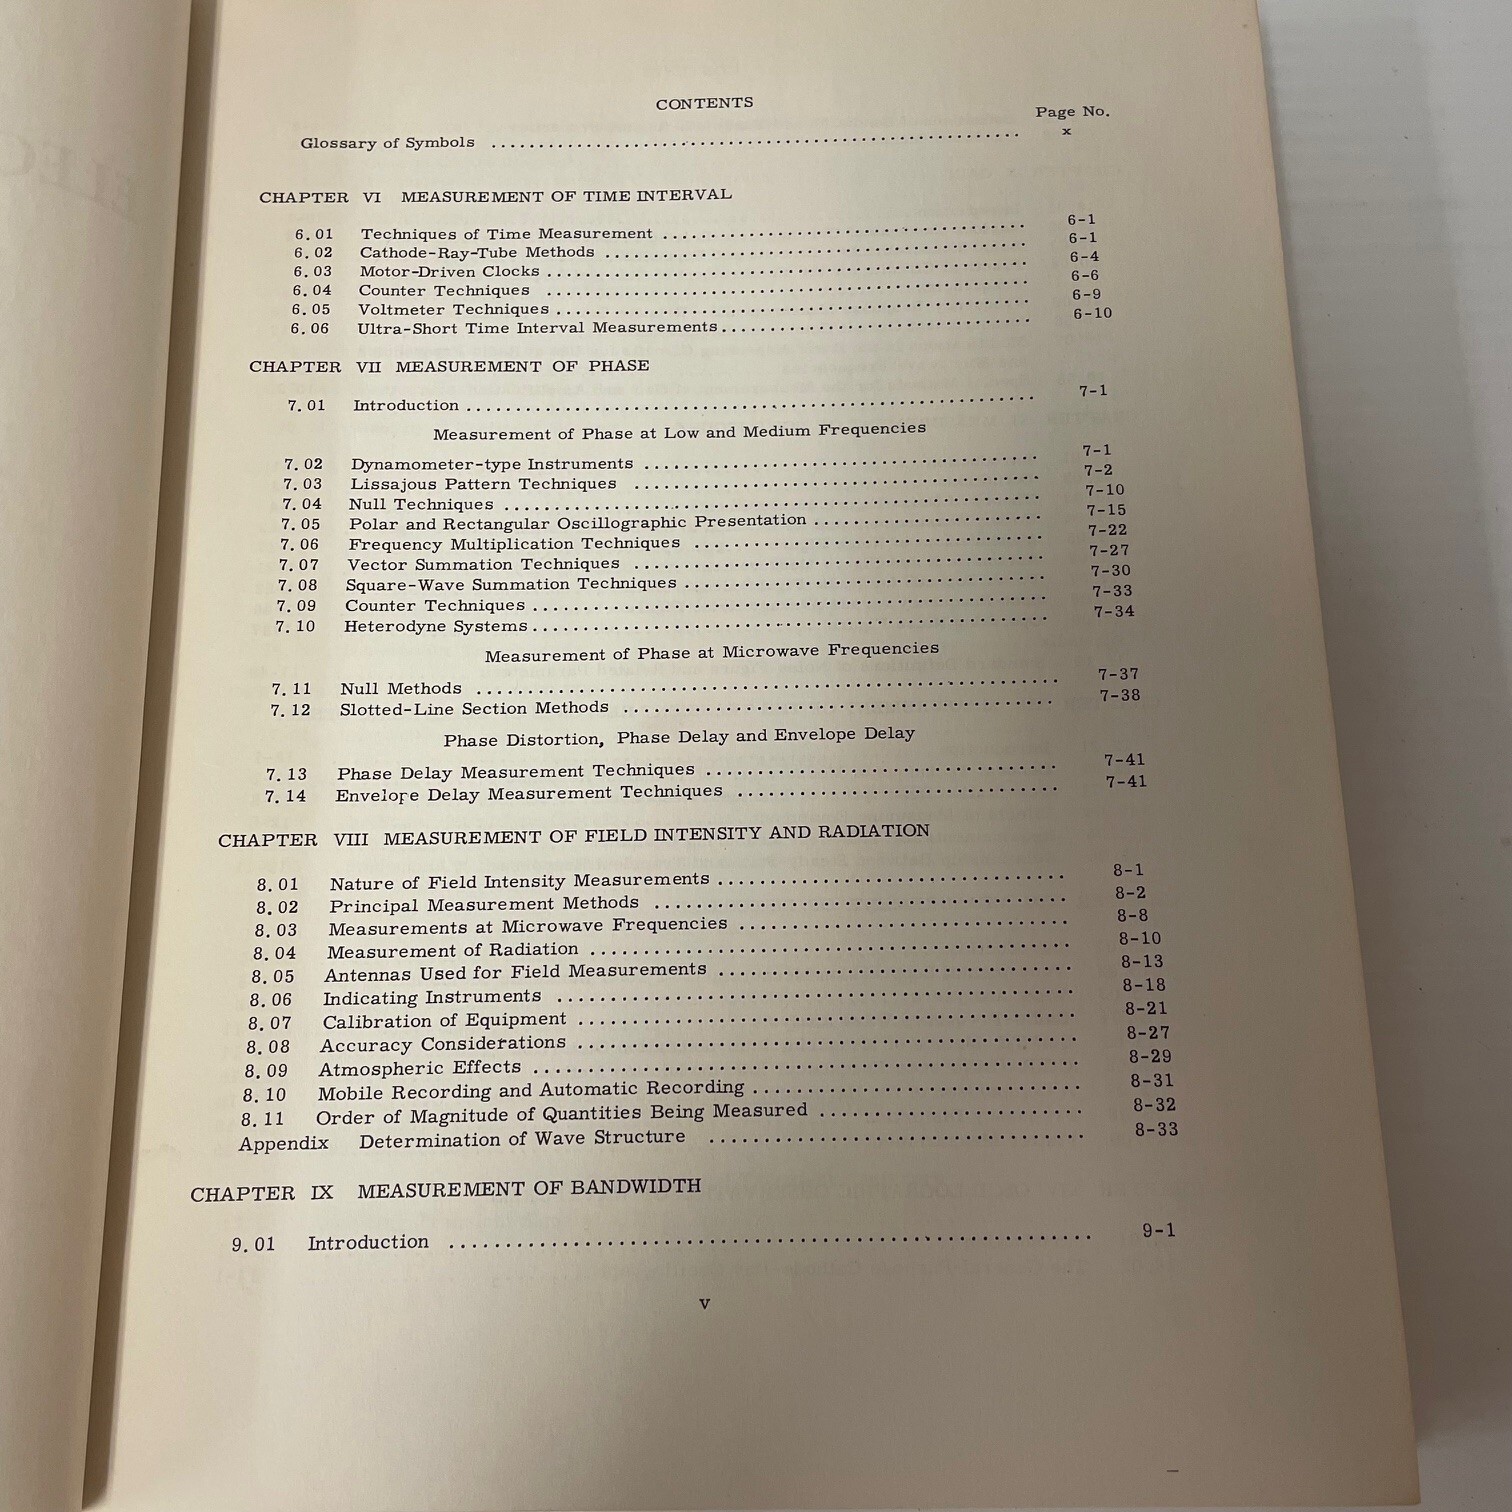 CONTENTS
Page No.
Glossary of Symbols ........ x
CHAPTER VI MEASUREMENT OF TIME INTERVAL
6.01 Techniques of Time Measurement ........ 6-1
6.02 Cathode-Ray-Tube Methods ........ 6-1
6.03 Motor-Driven Clocks ........ 6-4
6.04 Counter Techniques ........ 6-6
6.05 Voltmeter Techniques ........ 6-9
6.06 Ultra-Short Time Interval Measurements ........ 6-10
CHAPTER VII MEASUREMENT OF PHASE
7.01 Introduction ........ 7-1
Measurement of Phase at Low and Medium Frequencies
7.02 Dynamometer-type Instruments ........ 7-1
7.03 Lissajous Pattern Techniques ........ 7-2
7.04 Null Techniques ........ 7-10
7.05 Polar and Rectangular Oscillographic Presentation ........ 7-15
7.06 Frequency Multiplication Techniques ........ 7-22
7.07 Vector Summation Techniques ........ 7-27
7.08 Square-Wave Summation Techniques ........ 7-30
7.09 Counter Techniques ........ 7-33
7.10 Heterodyne Systems ........ 7-34
Measurement of Phase at Microwave Frequencies
7.11 Null Methods ........ 7-37
7.12 Slotted-Line Section Methods ........ 7-38
Phase Distortion, Phase Delay and Envelope Delay
7.13 Phase Delay Measurement Techniques ........ 7-41
7.14 Envelope Delay Measurement Techniques ........ 7-41
CHAPTER VIII MEASUREMENT OF FIELD INTENSITY AND RADIATION
8.01 Nature of Field Intensity Measurements ........ 8-1
8.02 Principal Measurement Methods ........ 8-2
8.03 Measurements at Microwave Frequencies ........ 8-8
8.04 Measurement of Radiation ........ 8-10
8.05 Antennas Used for Field Measurements ........ 8-13
8.06 Indicating Instruments ........ 8-18
8.07 Calibration of Equipment ........ 8-21
8.08 Accuracy Considerations ........ 8-27
8.09 Atmospheric Effects ........ 8-29
8.10 Mobile Recording and Automatic Recording ........ 8-31
8.11 Order of Magnitude of Quantities Being Measured ........ 8-32
Appendix Determination of Wave Structure ........ 8-33
CHAPTER IX MEASUREMENT OF BANDWIDTH
9.01 Introduction ........ 9-1
v